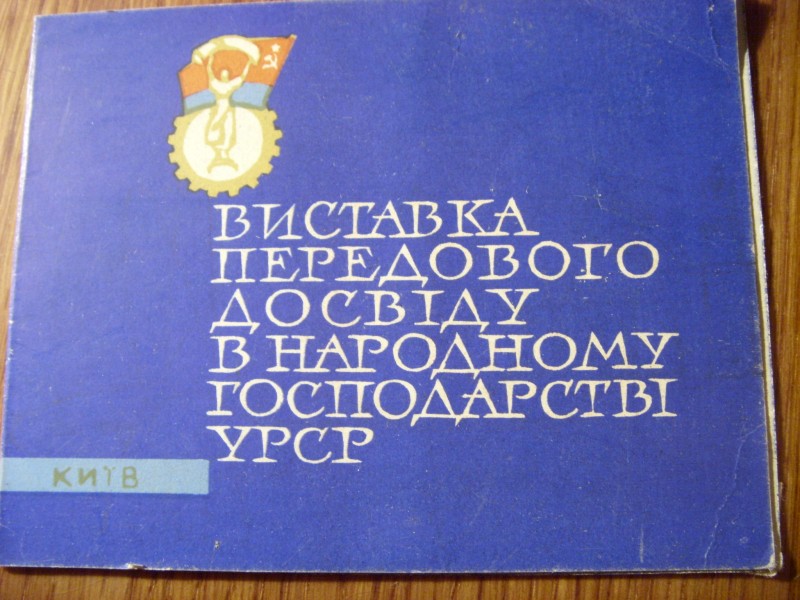 ВИСТАВКА
ПЕРЕДОВОГО
ДОСВІДУ
В НАРОДНОМУ
ГОСПОДАРСТВІ
УРСР
КИЇВ